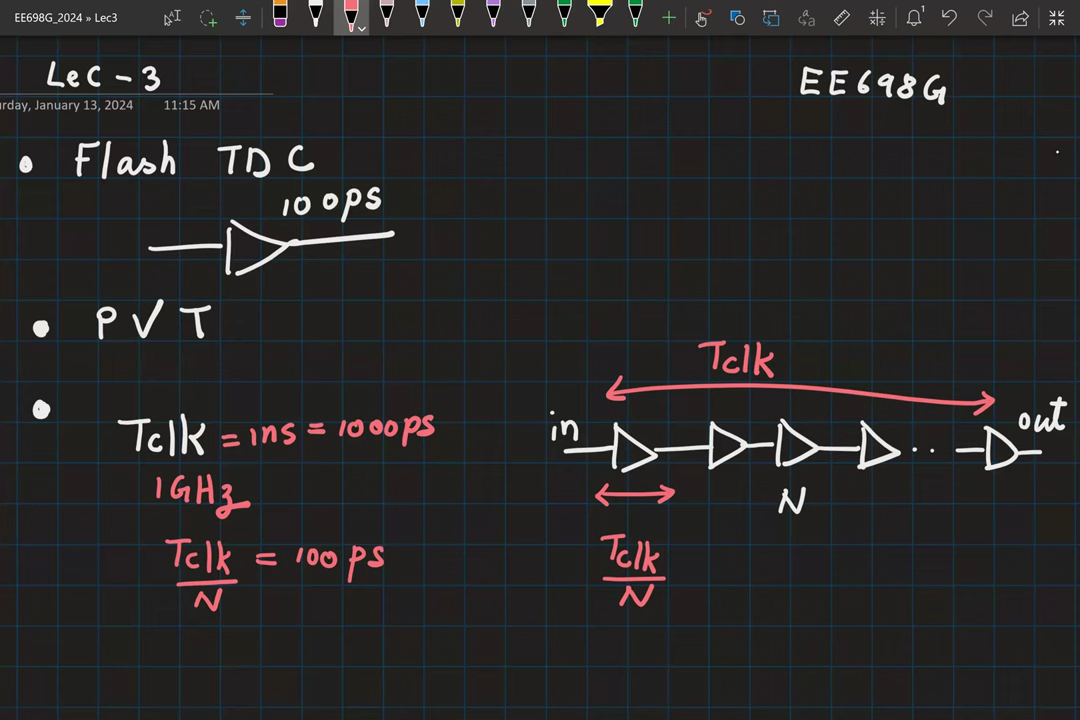 EE698G_2024 » Lec3
Lec - 3
EE698G
urday, January 13, 2024 11:15 AM
• Flash TDC
100ps
• PVT
Tclk
•
Tclk = 1ns = 1000ps
in
out
1GHz
N
Tclk/N = 100ps
Tclk/N